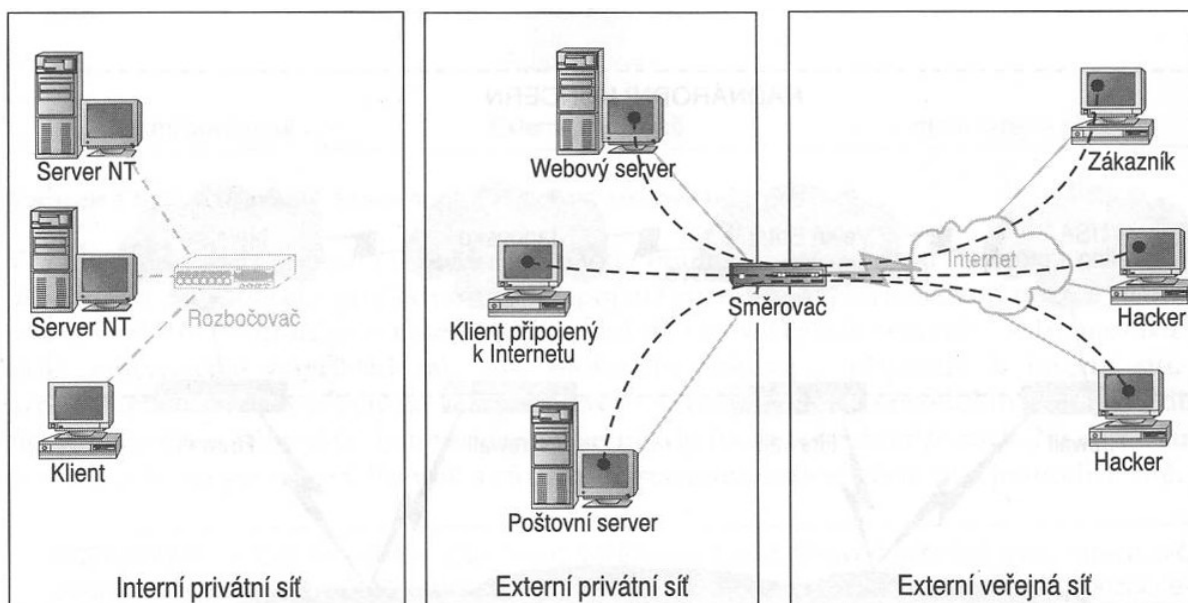 Server NT
Server NT
Rozbočovač
Klient
Interní privátní síť
Webový server
Klient připojený
k Internetu
Směrovač
Poštovní server
Externí privátní síť
Zákazník
Internet
Hacker
Hacker
Externí veřejná síť